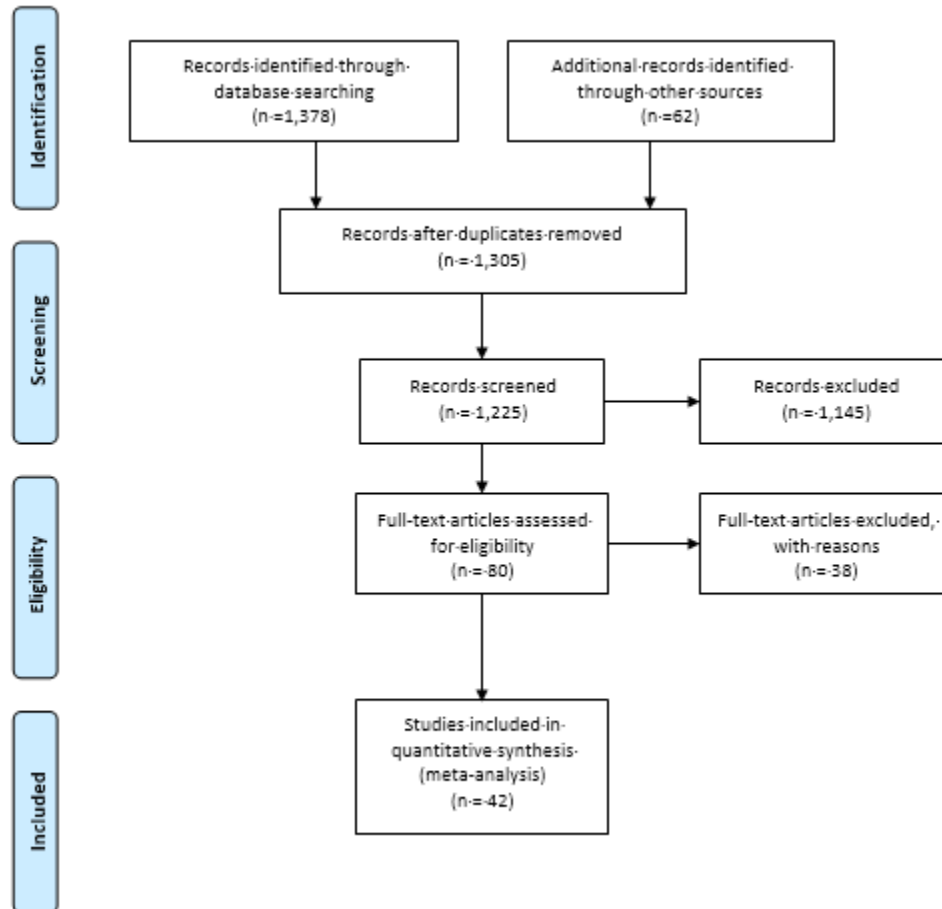 Identification
Records·identified·through·
database·searching
(n·=1,378)
Additional·records·identified·
through·other·sources
(n·=62)
Records·after·duplicates·removed
(n·=·1,305)
Screening
Records·screened
(n·=·1,225)
Records·excluded
(n·=·1,145)
Eligibility
Full-text·articles·assessed·
for·eligibility
(n·=·80)
Full-text·articles·excluded,·
with·reasons
(n·=·38)
Included
Studies·included·in·
quantitative·synthesis·
(meta-analysis)
(n·=·42)